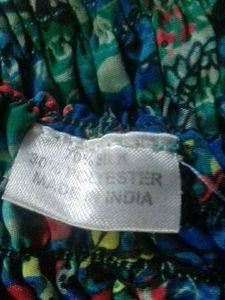 70% SILK
30% POLYESTER
MADE IN INDIA